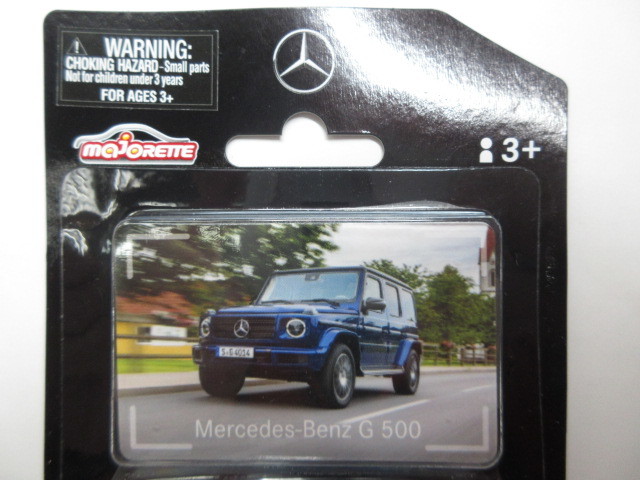 WARNING:
CHOKING HAZARD-Small parts
Not for children under 3 years
FOR AGES 3+
majorette
3+
S·G:4014
Mercedes-Benz G 500